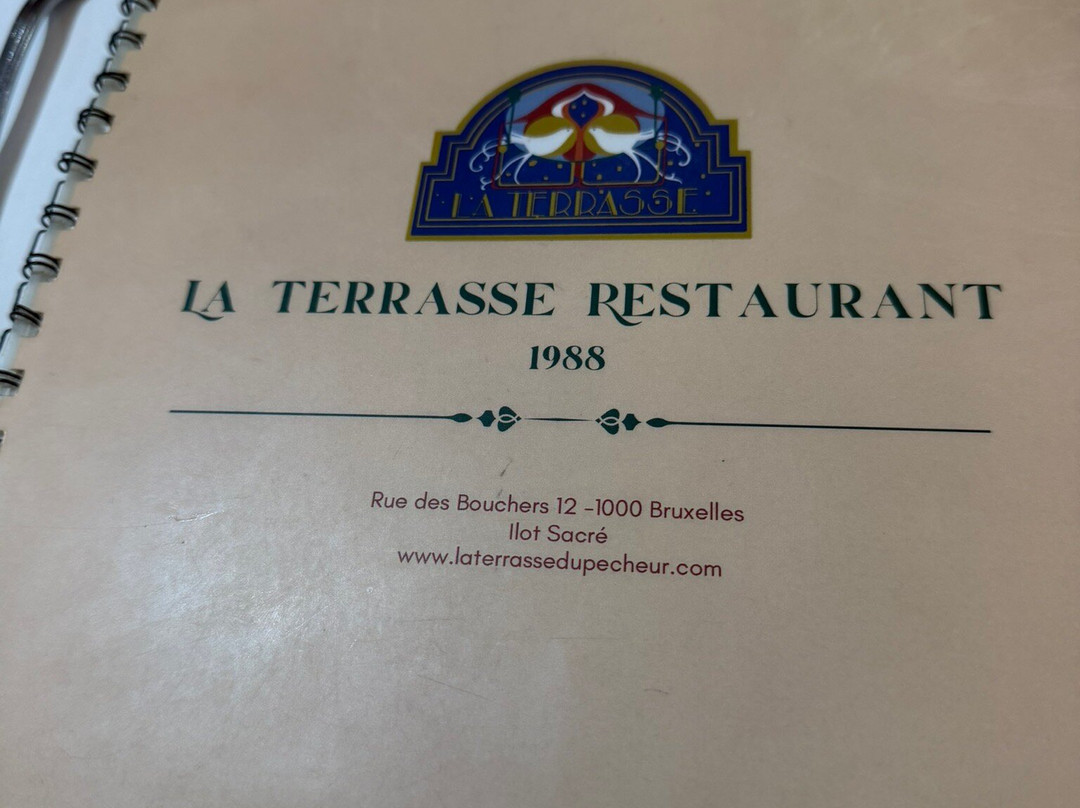 LA TERRASSE
LA TERRASSE RESTAURANT
1988
Rue des Bouchers 12 -1000 Bruxelles
Ilot Sacré
www.laterrassedupecheur.com